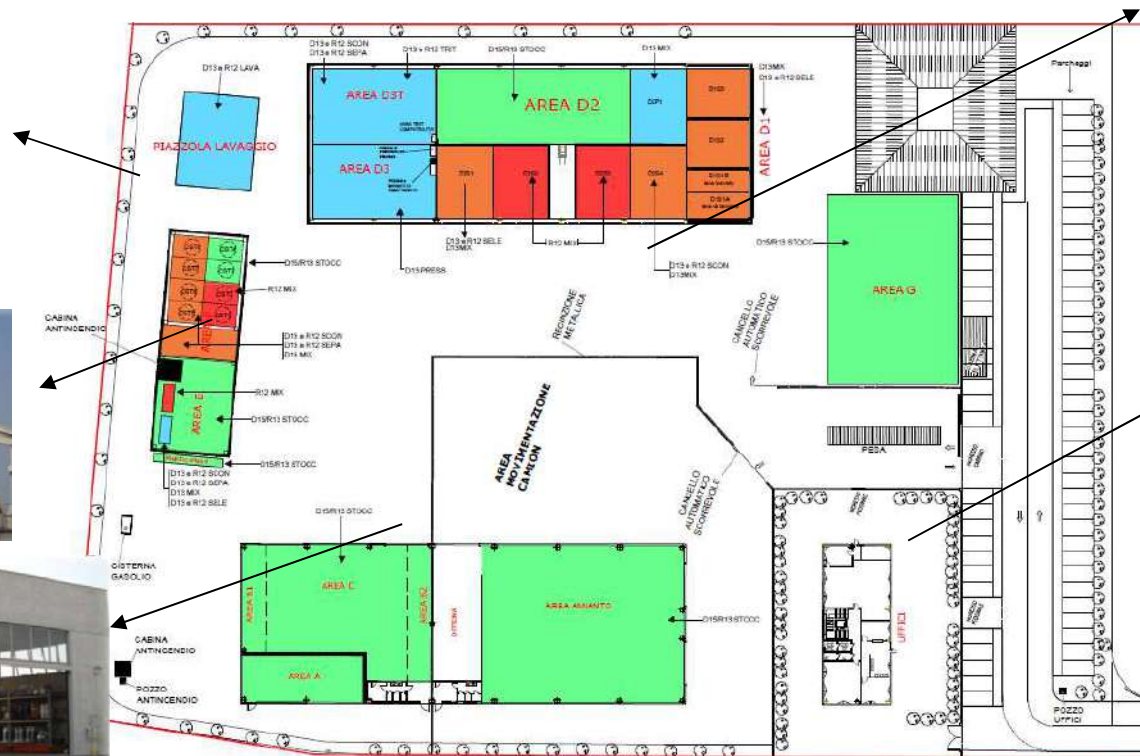 D13 e R12 SCON
D13 e R12 SEPA
D13 e R12 TRIT
D15/R13 STOCC
D13 MIX
D13MIX
D13 e R12 SELE
Parcheggi
D13 e R12 LAVA
AREA D3T
AREA D2
AREA D1
PIAZZOLA LAVAGGIO
AREA D3
D13 e R12 SELE
D13MIX
R12 MIX
D13 PRESS
D13 e R12 SCON
D13MIX
D15/R13 STOCC
AREA G
D15/R13 STOCC
R12 MIX
CABINA
ANTINCENDIO
D13 e R12 SCON
D13 e R12 SEPA
D13 MIX
RECINZIONE
METALLICA
CANCELLO
AUTOMATICO
SCORREVOLE
R12 MIX
D15/R13 STOCC
D15/R13 STOCC
D13 e R12 SCON
D13 e R12 SEPA
D13 MIX
D13 e R12 SELE
AREA
MOVIMENTAZIONE
CAMION
PESA
CANCELLO
AUTOMATICO
SCORREVOLE
D15/R13 STOCC
CISTERNA
GASOLIO
AREA B1
AREA C
AREA B2
OFFICINA
AREA AMIANTO
D15/R13 STOCC
UFFICI
CABINA
ANTINCENDIO
AREA A
POZZO
ANTINCENDIO
POZZO
UFFICI